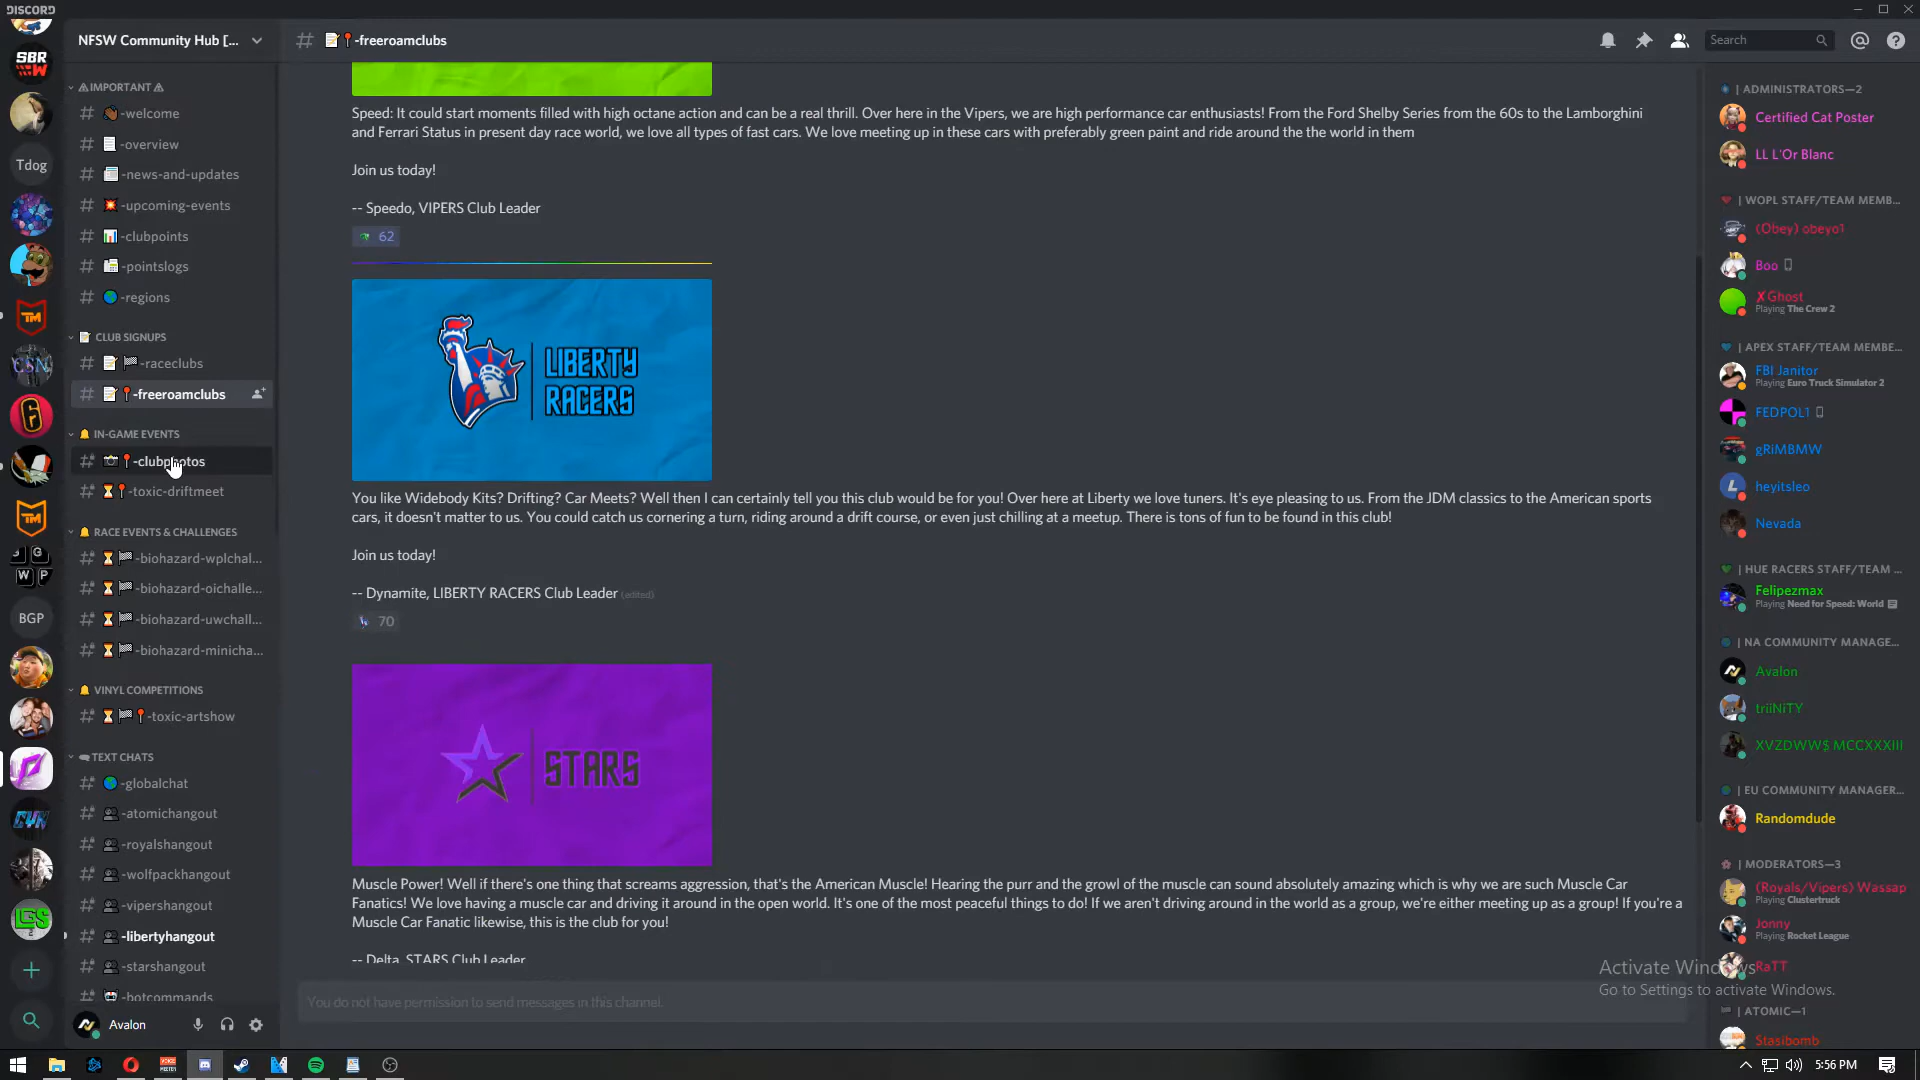 DISCORD
NFSW Community Hub [...
-freeroamclubs
Search
SBR
W
Tdog
TM
CSN
TM
G G
W P
BGP
CYN
LGS
2
IMPORTANT
-welcome
-overview
-news-and-updates
-upcoming-events
-clubpoints
-pointslogs
-regions
CLUB SIGNUPS
-raceclubs
-freeroamclubs
IN-GAME EVENTS
-clubphotos
-toxic-driftmeet
RACE EVENTS & CHALLENGES
-biohazard-wplchal...
-biohazard-oichalle...
-biohazard-uwchall...
-biohazard-minicha...
VINYL COMPETITIONS
-toxic-artshow
TEXT CHATS
-globalchat
-atomichangout
-royalshangout
-wolfpackhangout
-vipershangout
-libertyhangout
-starshangout
-botcommands
Avalon
Speed: It could start moments filled with high octane action and can be a real thrill. Over here in the Vipers, we are high performance car enthusiasts! From the Ford Shelby Series from the 60s to the Lamborghini
and Ferrari Status in present day race world, we love all types of fast cars. We love meeting up in these cars with preferably green paint and ride around the the world in them
Join us today!
-- Speedo, VIPERS Club Leader
62
LIBERTY
RACERS
You like Widebody Kits? Drifting? Car Meets? Well then I can certainly tell you this club would be for you! Over here at Liberty we love tuners. It's eye pleasing to us. From the JDM classics to the American sports
cars, it doesn't matter to us. You could catch us cornering a turn, riding around a drift course, or even just chilling at a meetup. There is tons of fun to be found in this club!
Join us today!
-- Dynamite, LIBERTY RACERS Club Leader (edited)
70
STARS
Muscle Power! Well if there's one thing that screams aggression, that's the American Muscle! Hearing the purr and the growl of the muscle can sound absolutely amazing which is why we are such Muscle Car
Fanatics! We love having a muscle car and driving it around in the open world. It's one of the most peaceful things to do! If we aren't driving around in the world as a group, we're either meeting up as a group! If you're a
Muscle Car Fanatic likewise, this is the club for you!
-- Delta, STARS Club Leader
You do not have permission to send messages in this channel.
| ADMINISTRATORS—2
Certified Cat Poster
LL L'Or Blanc
| WOPL STAFF/TEAM MEMB...
(Obey) obeyo1
Boo
✗Ghost
Playing The Crew 2
| APEX STAFF/TEAM MEMBE...
FBI Janitor
Playing Euro Truck Simulator 2
FEDPOL1
gRiMBMW
heyitsleo
Nevada
| HUE RACERS STAFF/TEAM ...
Felipezmax
Playing Need for Speed: World
| NA COMMUNITY MANAGE...
Avalon
triiNiTY
XVZDWW$ MCCXXXIII
| EU COMMUNITY MANAGER...
Randomdude
| MODERATORS—3
(Royals/Vipers) Wassap
Playing Clustertruck
Jonny
Playing Rocket League
RaTT
| ATOMIC—1
Stasibomb
Activate Windows
Go to Settings to activate Windows.
5:56 PM